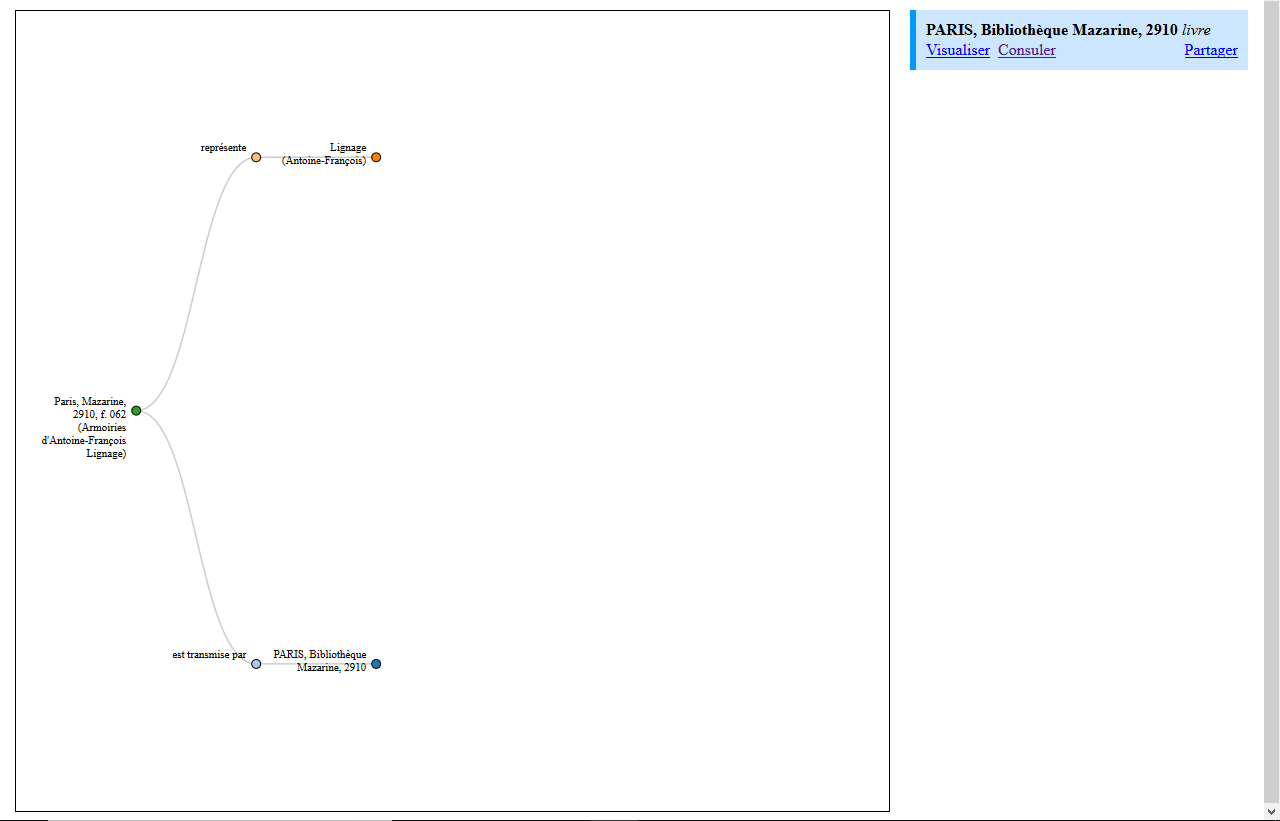 PARIS, Bibliothèque Mazarine, 2910 livre
Visualiser Consuler Partager
représente
Lignage
(Antoine-François)
Paris, Mazarine,
2910, f. 062
(Armoiries
d'Antoine-François
Lignage)
est transmise par
PARIS, Bibliothèque
Mazarine, 2910